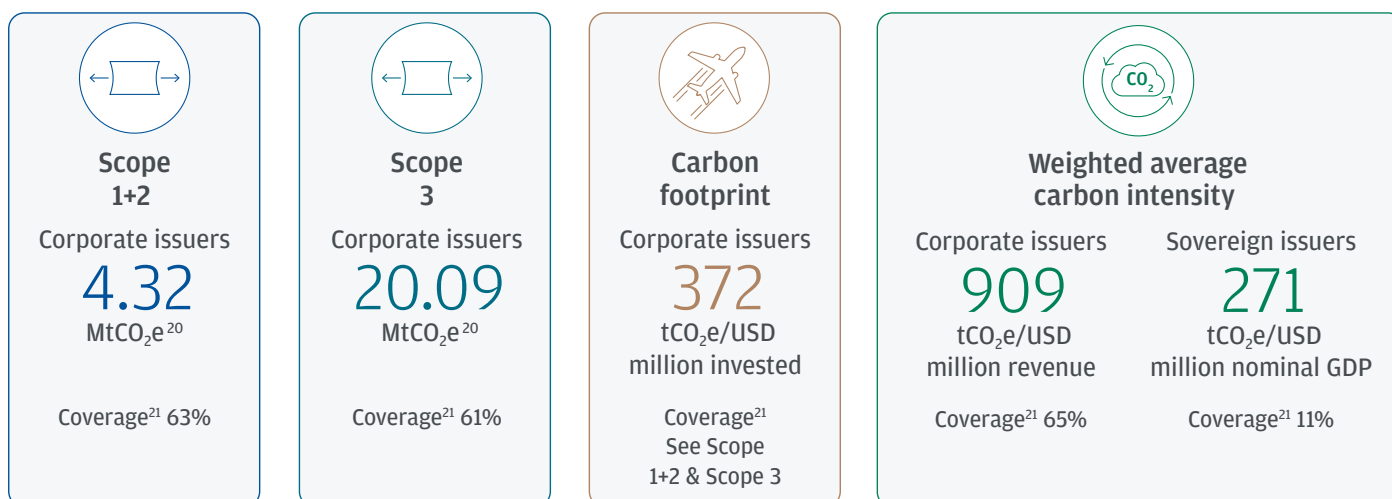 Scope
1+2
Corporate issuers
4.32
MtCO₂e²⁰
Coverage²¹ 63%
Scope
3
Corporate issuers
20.09
MtCO₂e²⁰
Coverage²¹ 61%
Carbon
footprint
Corporate issuers
372
tCO₂e/USD
million invested
Coverage²¹
See Scope
1+2 & Scope 3
CO₂
Weighted average
carbon intensity
Corporate issuers
909
tCO₂e/USD
million revenue
Coverage²¹ 65%
Sovereign issuers
271
tCO₂e/USD
million nominal GDP
Coverage²¹ 11%